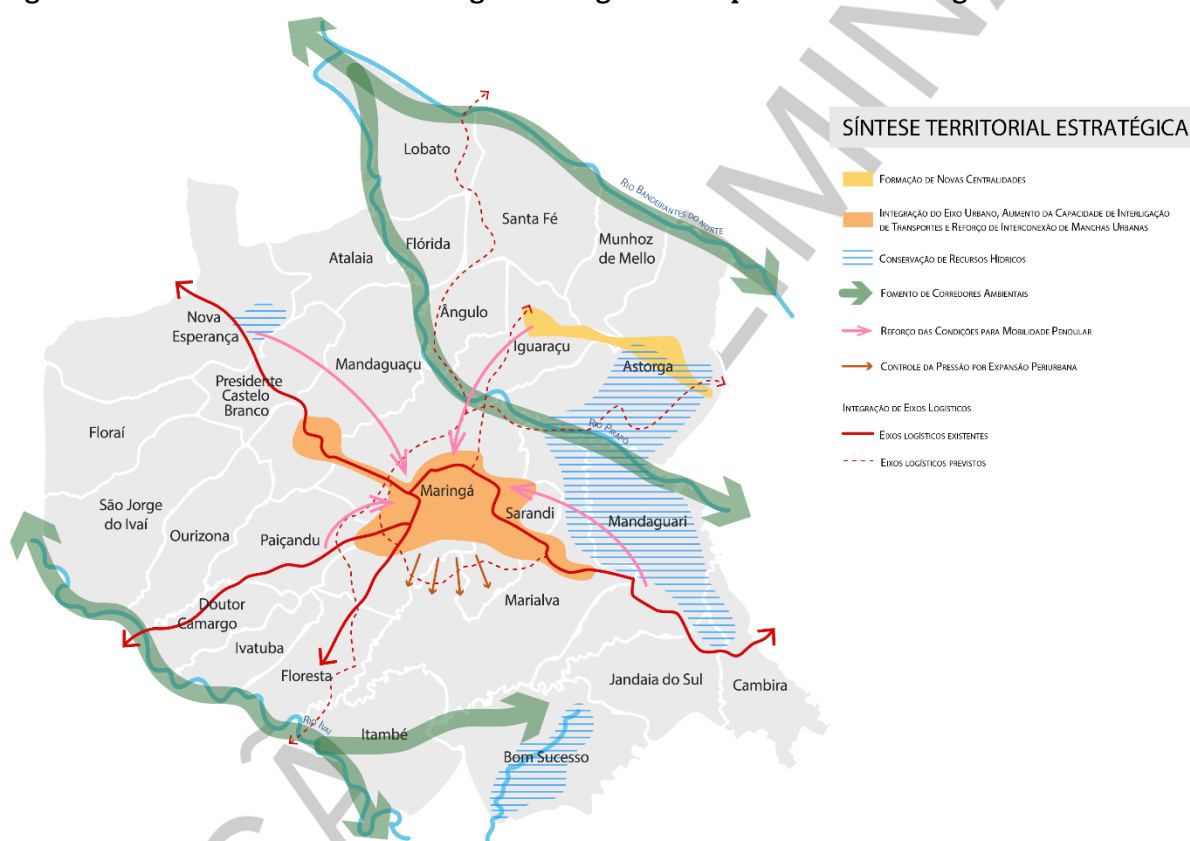 SÍNTESE TERRITORIAL ESTRATÉGICA
FORMAÇÃO DE NOVAS CENTRALIDADES
INTEGRAÇÃO DO EIXO URBANO, AUMENTO DA CAPACIDADE DE INTERLIGAÇÃO
DE TRANSPORTES E REFORÇO DE INTERCONEXÃO DE MANCHAS URBANAS
CONSERVAÇÃO DE RECURSOS HÍDRICOS
FOMENTO DE CORREDORES AMBIENTAIS
REFORÇO DAS CONDIÇÕES PARA MOBILIDADE PENDULAR
CONTROLE DA PRESSÃO POR EXPANSÃO PERIURBANA
INTEGRAÇÃO DE EIXOS LOGÍSTICOS
EIXOS LOGÍSTICOS EXISTENTES
EIXOS LOGÍSTICOS PREVISTOS
Lobato
RIO BANDEIRANTES DO NORTE
Santa Fé
Munhoz
de Mello
Flórida
Atalaia
Ângulo
Nova
Esperança
Iguaraçu
Astorga
Mandaguaçu
Presidente
Castelo
Branco
Floraí
RIO PIRAPÓ
Maringá
Sarandi
Mandaguari
São Jorge
do Ivaí
Ourizona
Paiçandu
Marialva
Doutor
Camargo
Ivatuba
Floresta
Jandaia do Sul
Cambira
RIO IVAÍ
Itambé
Bom Sucesso